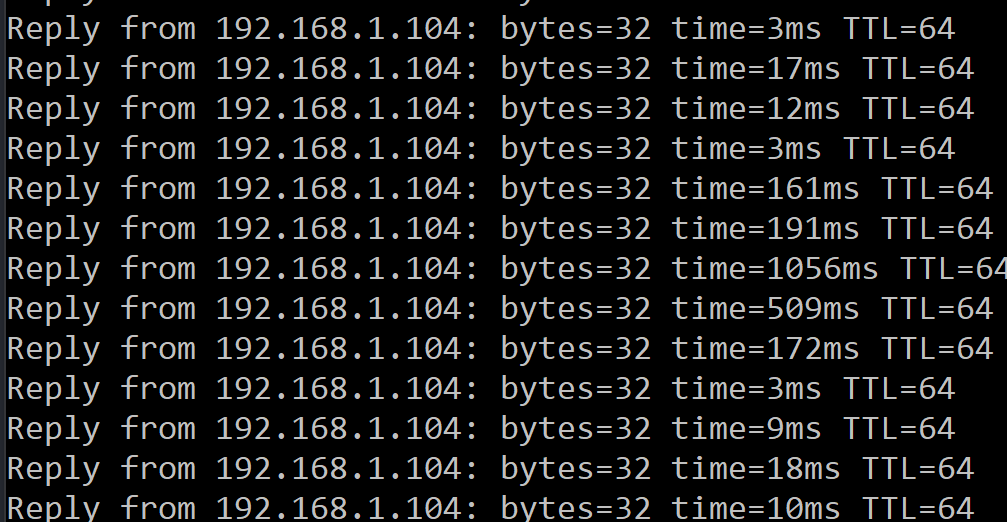 Reply from 192.168.1.104: bytes=32 time=3ms TTL=64
Reply from 192.168.1.104: bytes=32 time=17ms TTL=64
Reply from 192.168.1.104: bytes=32 time=12ms TTL=64
Reply from 192.168.1.104: bytes=32 time=3ms TTL=64
Reply from 192.168.1.104: bytes=32 time=161ms TTL=64
Reply from 192.168.1.104: bytes=32 time=191ms TTL=64
Reply from 192.168.1.104: bytes=32 time=1056ms TTL=64
Reply from 192.168.1.104: bytes=32 time=509ms TTL=64
Reply from 192.168.1.104: bytes=32 time=172ms TTL=64
Reply from 192.168.1.104: bytes=32 time=3ms TTL=64
Reply from 192.168.1.104: bytes=32 time=9ms TTL=64
Reply from 192.168.1.104: bytes=32 time=18ms TTL=64
Reply from 192.168.1.104: bytes=32 time=10ms TTL=64